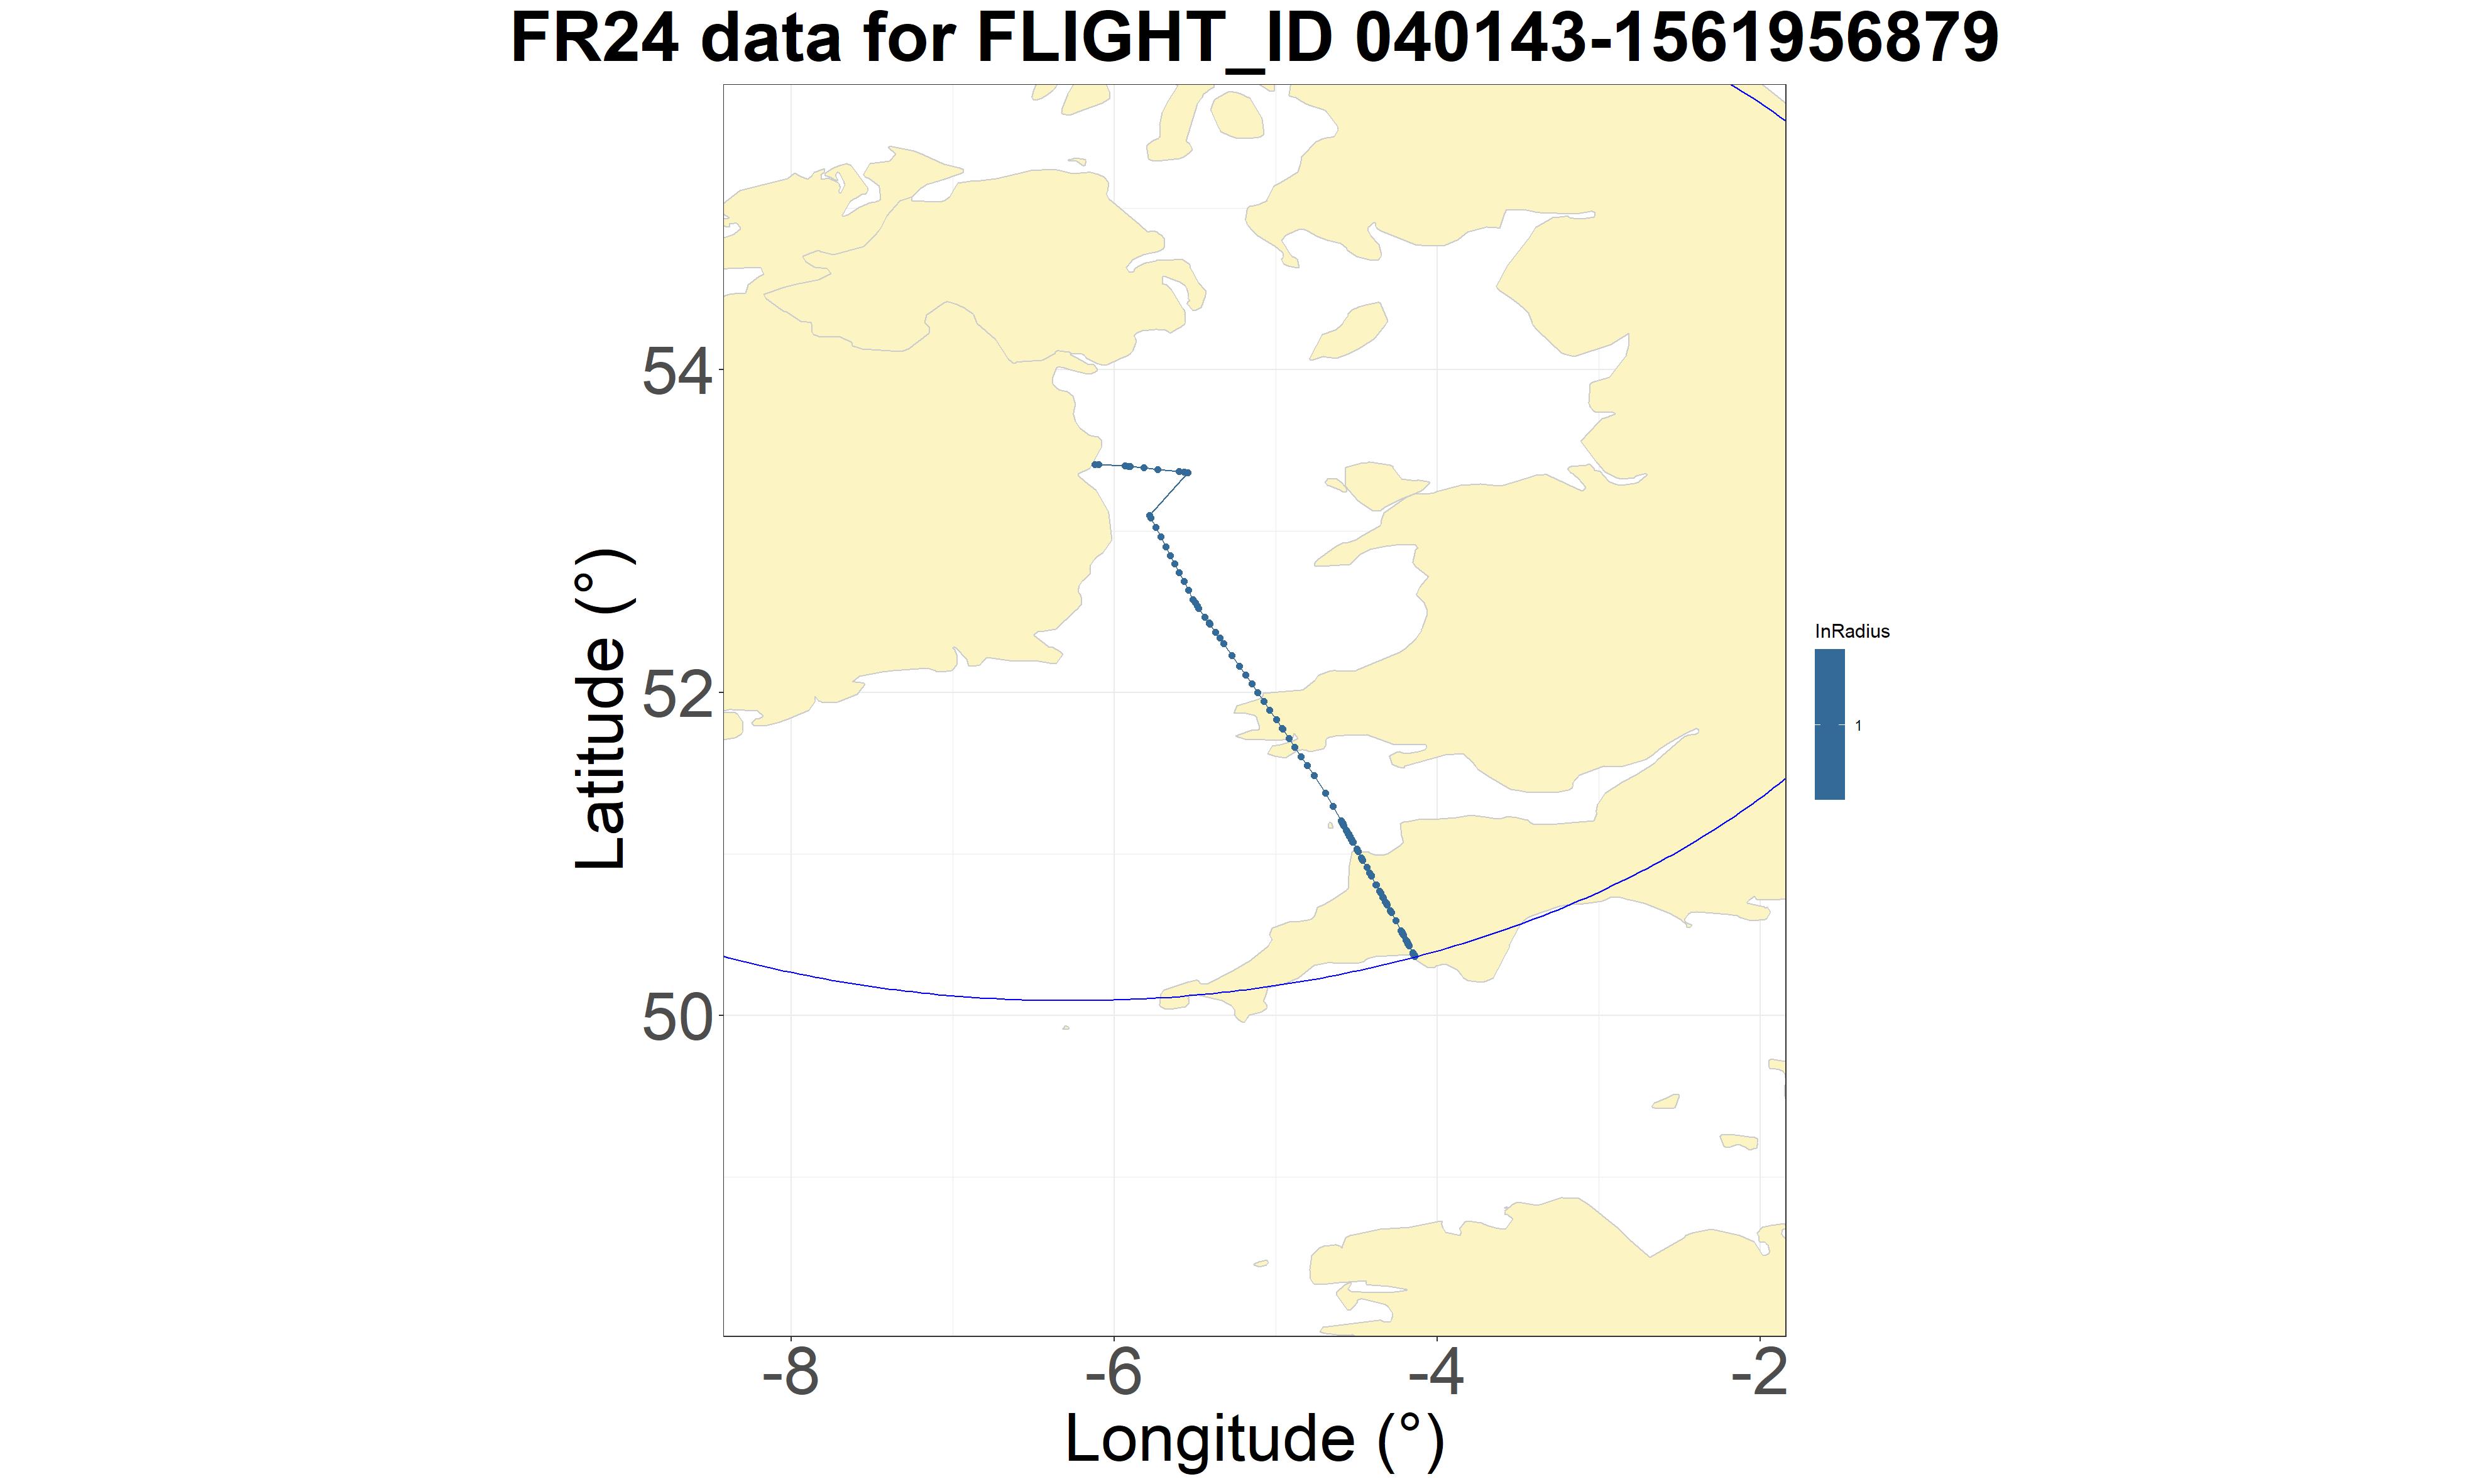 FR24 data for FLIGHT_ID 040143-1561956879
54
52
50
Latitude (°)
-8
-6
-4
-2
Longitude (°)
InRadius
1